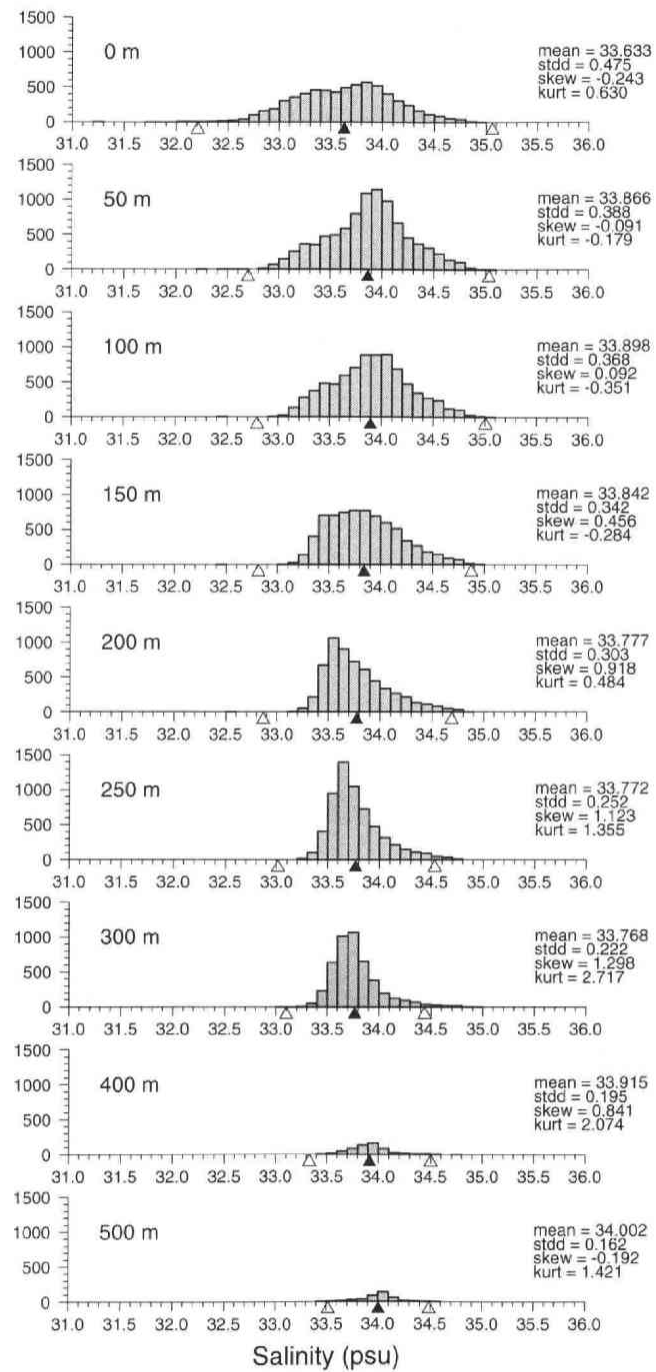 1500
1000
500
0
0 m
mean = 33.633
stdd = 0.475
skew = -0.243
kurt = 0.630
31.0 31.5 32.0 32.5 33.0 33.5 34.0 34.5 35.0 35.5 36.0
1500
1000
500
0
50 m
mean = 33.866
stdd = 0.388
skew = -0.091
kurt = -0.179
31.0 31.5 32.0 32.5 33.0 33.5 34.0 34.5 35.0 35.5 36.0
1500
1000
500
0
100 m
mean = 33.898
stdd = 0.368
skew = 0.092
kurt = -0.351
31.0 31.5 32.0 32.5 33.0 33.5 34.0 34.5 35.0 35.5 36.0
1500
1000
500
0
150 m
mean = 33.842
stdd = 0.342
skew = 0.456
kurt = -0.284
31.0 31.5 32.0 32.5 33.0 33.5 34.0 34.5 35.0 35.5 36.0
1500
1000
500
0
200 m
mean = 33.777
stdd = 0.303
skew = 0.918
kurt = 0.484
31.0 31.5 32.0 32.5 33.0 33.5 34.0 34.5 35.0 35.5 36.0
1500
1000
500
0
250 m
mean = 33.772
stdd = 0.252
skew = 1.123
kurt = 1.355
31.0 31.5 32.0 32.5 33.0 33.5 34.0 34.5 35.0 35.5 36.0
1500
1000
500
0
300 m
mean = 33.768
stdd = 0.222
skew = 1.298
kurt = 2.717
31.0 31.5 32.0 32.5 33.0 33.5 34.0 34.5 35.0 35.5 36.0
1500
1000
500
0
400 m
mean = 33.915
stdd = 0.195
skew = 0.841
kurt = 2.074
31.0 31.5 32.0 32.5 33.0 33.5 34.0 34.5 35.0 35.5 36.0
1500
1000
500
0
500 m
mean = 34.002
stdd = 0.162
skew = -0.192
kurt = 1.421
31.0 31.5 32.0 32.5 33.0 33.5 34.0 34.5 35.0 35.5 36.0
Salinity (psu)